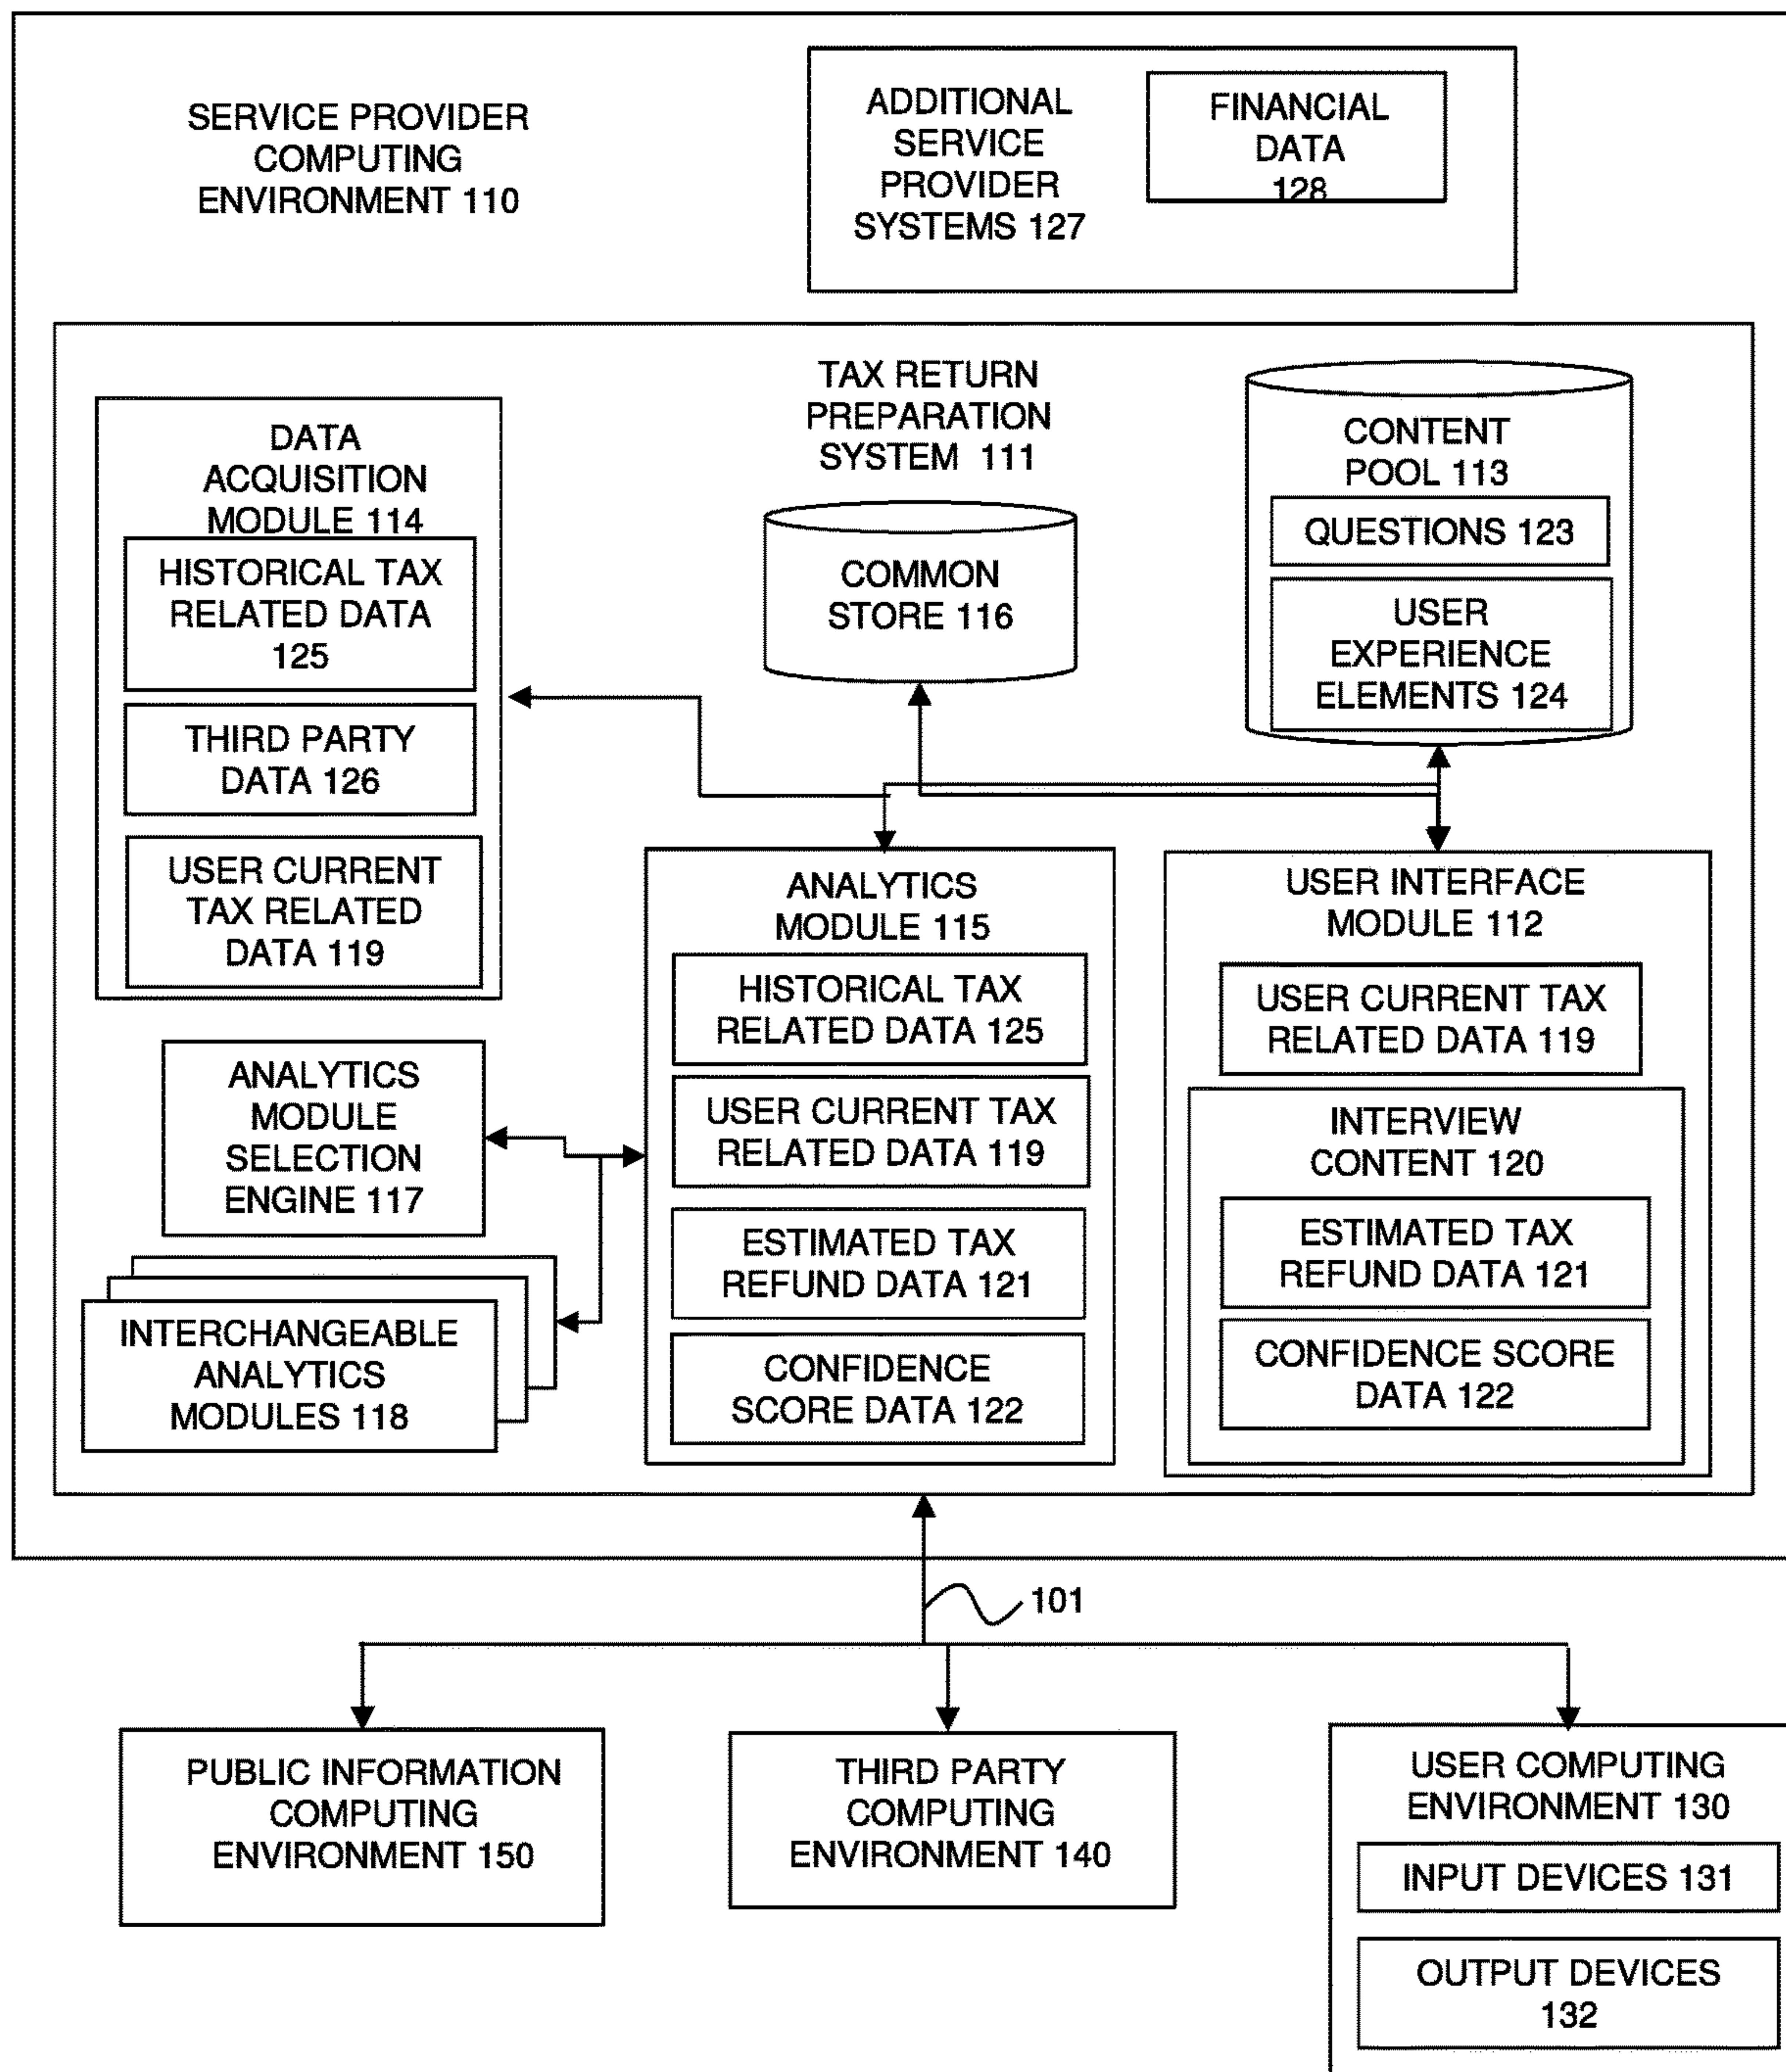 SERVICE PROVIDER
COMPUTING
ENVIRONMENT 110
ADDITIONAL
SERVICE
PROVIDER
SYSTEMS 127
FINANCIAL
DATA
128
TAX RETURN
PREPARATION
SYSTEM 111
DATA
ACQUISITION
MODULE 114
HISTORICAL TAX
RELATED DATA
125
THIRD PARTY
DATA 126
USER CURRENT
TAX RELATED
DATA 119
COMMON
STORE 116
CONTENT
POOL 113
QUESTIONS 123
USER
EXPERIENCE
ELEMENTS 124
ANALYTICS
MODULE
SELECTION
ENGINE 117
INTERCHANGEABLE
ANALYTICS
MODULES 118
ANALYTICS
MODULE 115
HISTORICAL TAX
RELATED DATA 125
USER CURRENT TAX
RELATED DATA 119
ESTIMATED TAX
REFUND DATA 121
CONFIDENCE
SCORE DATA 122
USER INTERFACE
MODULE 112
USER CURRENT TAX
RELATED DATA 119
INTERVIEW
CONTENT 120
ESTIMATED TAX
REFUND DATA 121
CONFIDENCE SCORE
DATA 122
101
PUBLIC INFORMATION
COMPUTING
ENVIRONMENT 150
THIRD PARTY
COMPUTING
ENVIRONMENT 140
USER COMPUTING
ENVIRONMENT 130
INPUT DEVICES 131
OUTPUT DEVICES
132